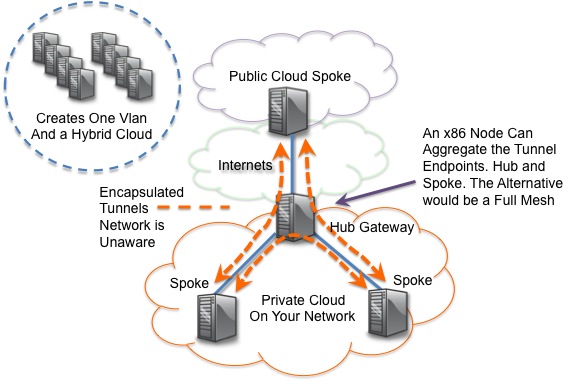 Public Cloud Spoke
Creates One Vlan
And a Hybrid Cloud
Internets
An x86 Node Can
Aggregate the Tunnel
Endpoints. Hub and
Spoke. The Alternative
would be a Full Mesh
Encapsulated
Tunnels
Network is
Unaware
Hub Gateway
Spoke
Spoke
Private Cloud
On Your Network